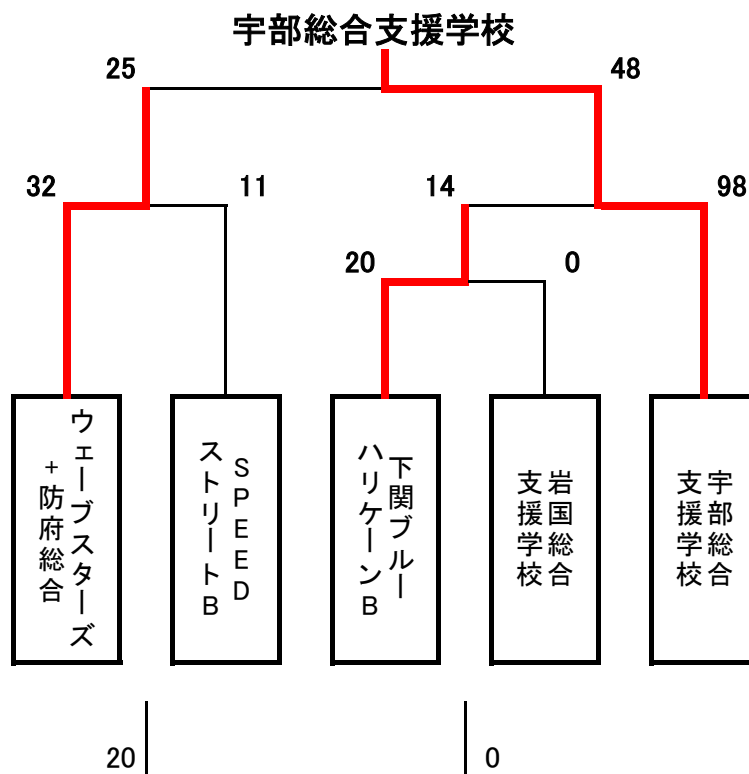 宇部総合支援学校
25
48
32
11
14
98
20
0
ウェーブスターズ
+防府総合
SPEED
ストリートB
下関ブルー
ハリケーンB
岩国総合
支援学校
宇部総合
支援学校
20
0